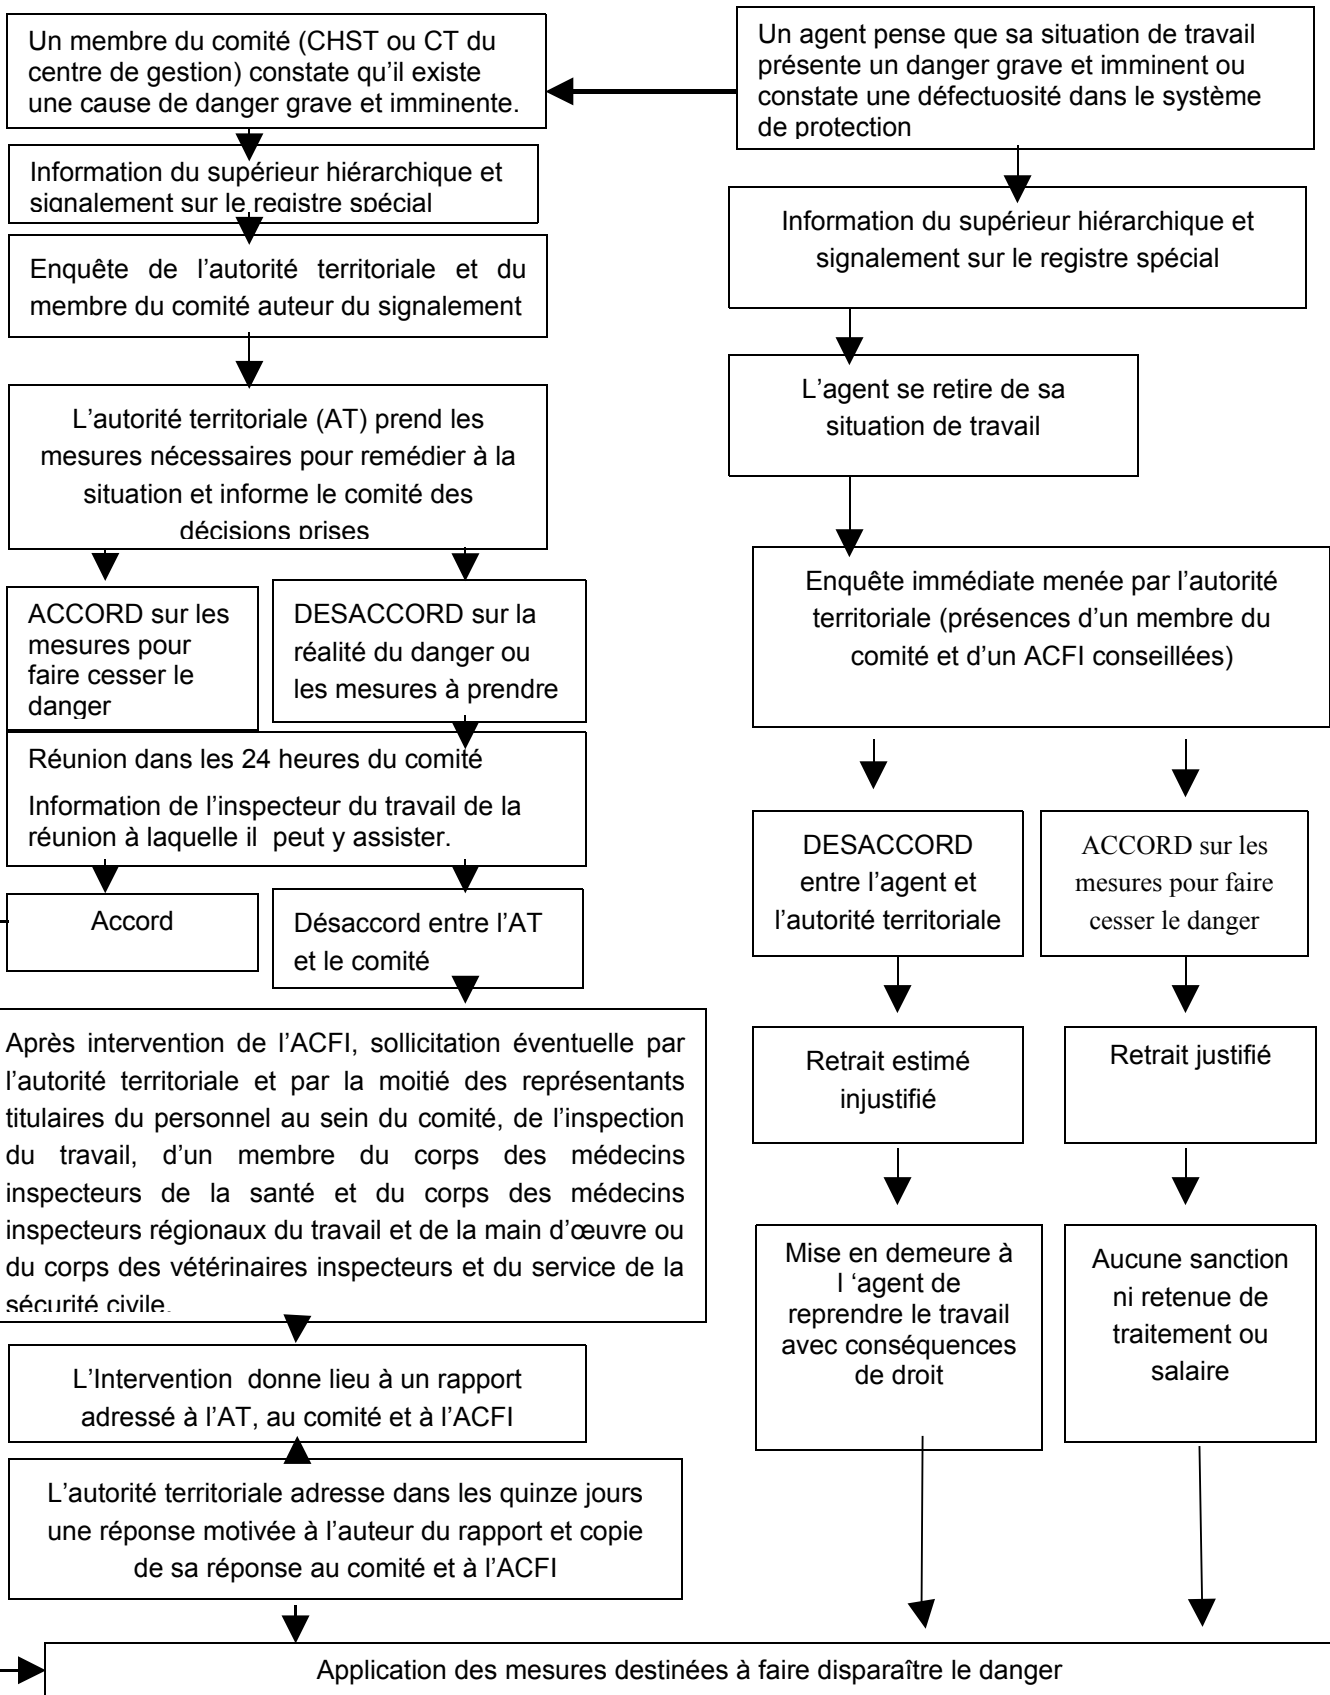 Un membre du comité (CHST ou CT du
centre de gestion) constate qu'il existe
une cause de danger grave et imminente.
Un agent pense que sa situation de travail
présente un danger grave et imminent ou
constate une défectuosité dans le système
de protection
Information du supérieur hiérarchique et
signalement sur le registre spécial
Information du supérieur hiérarchique et
signalement sur le registre spécial
Enquête de l'autorité territoriale et du
membre du comité auteur du signalement
L'agent se retire de sa
situation de travail
L'autorité territoriale (AT) prend les
mesures nécessaires pour remédier à la
situation et informe le comité des
décisions prises
Enquête immédiate menée par l'autorité
territoriale (présences d'un membre du
comité et d'un ACFI conseillées)
ACCORD sur les
mesures pour
faire cesser le
danger
DESACCORD sur la
réalité du danger ou
les mesures à prendre
Réunion dans les 24 heures du comité
Information de l'inspecteur du travail de la
réunion à laquelle il  peut y assister.
DESACCORD
entre l'agent et
l'autorité territoriale
ACCORD sur les
mesures pour faire
cesser le danger
Accord
Désaccord entre l'AT
et le comité
Après intervention de l'ACFI, sollicitation éventuelle par
l'autorité territoriale et par la moitié des représentants
titulaires du personnel au sein du comité, de l'inspection
du travail, d'un membre du corps des médecins
inspecteurs de la santé et du corps des médecins
inspecteurs régionaux du travail et de la main d'œuvre ou
du corps des vétérinaires inspecteurs et du service de la
sécurité civile.
Retrait estimé
injustifié
Retrait justifié
Mise en demeure à
l 'agent de
reprendre le travail
avec conséquences
de droit
Aucune sanction
ni retenue de
traitement ou
salaire
L'Intervention  donne lieu à un rapport
adressé à l'AT, au comité et à l'ACFI
L'autorité territoriale adresse dans les quinze jours
une réponse motivée à l'auteur du rapport et copie
de sa réponse au comité et à l'ACFI
Application des mesures destinées à faire disparaître le danger